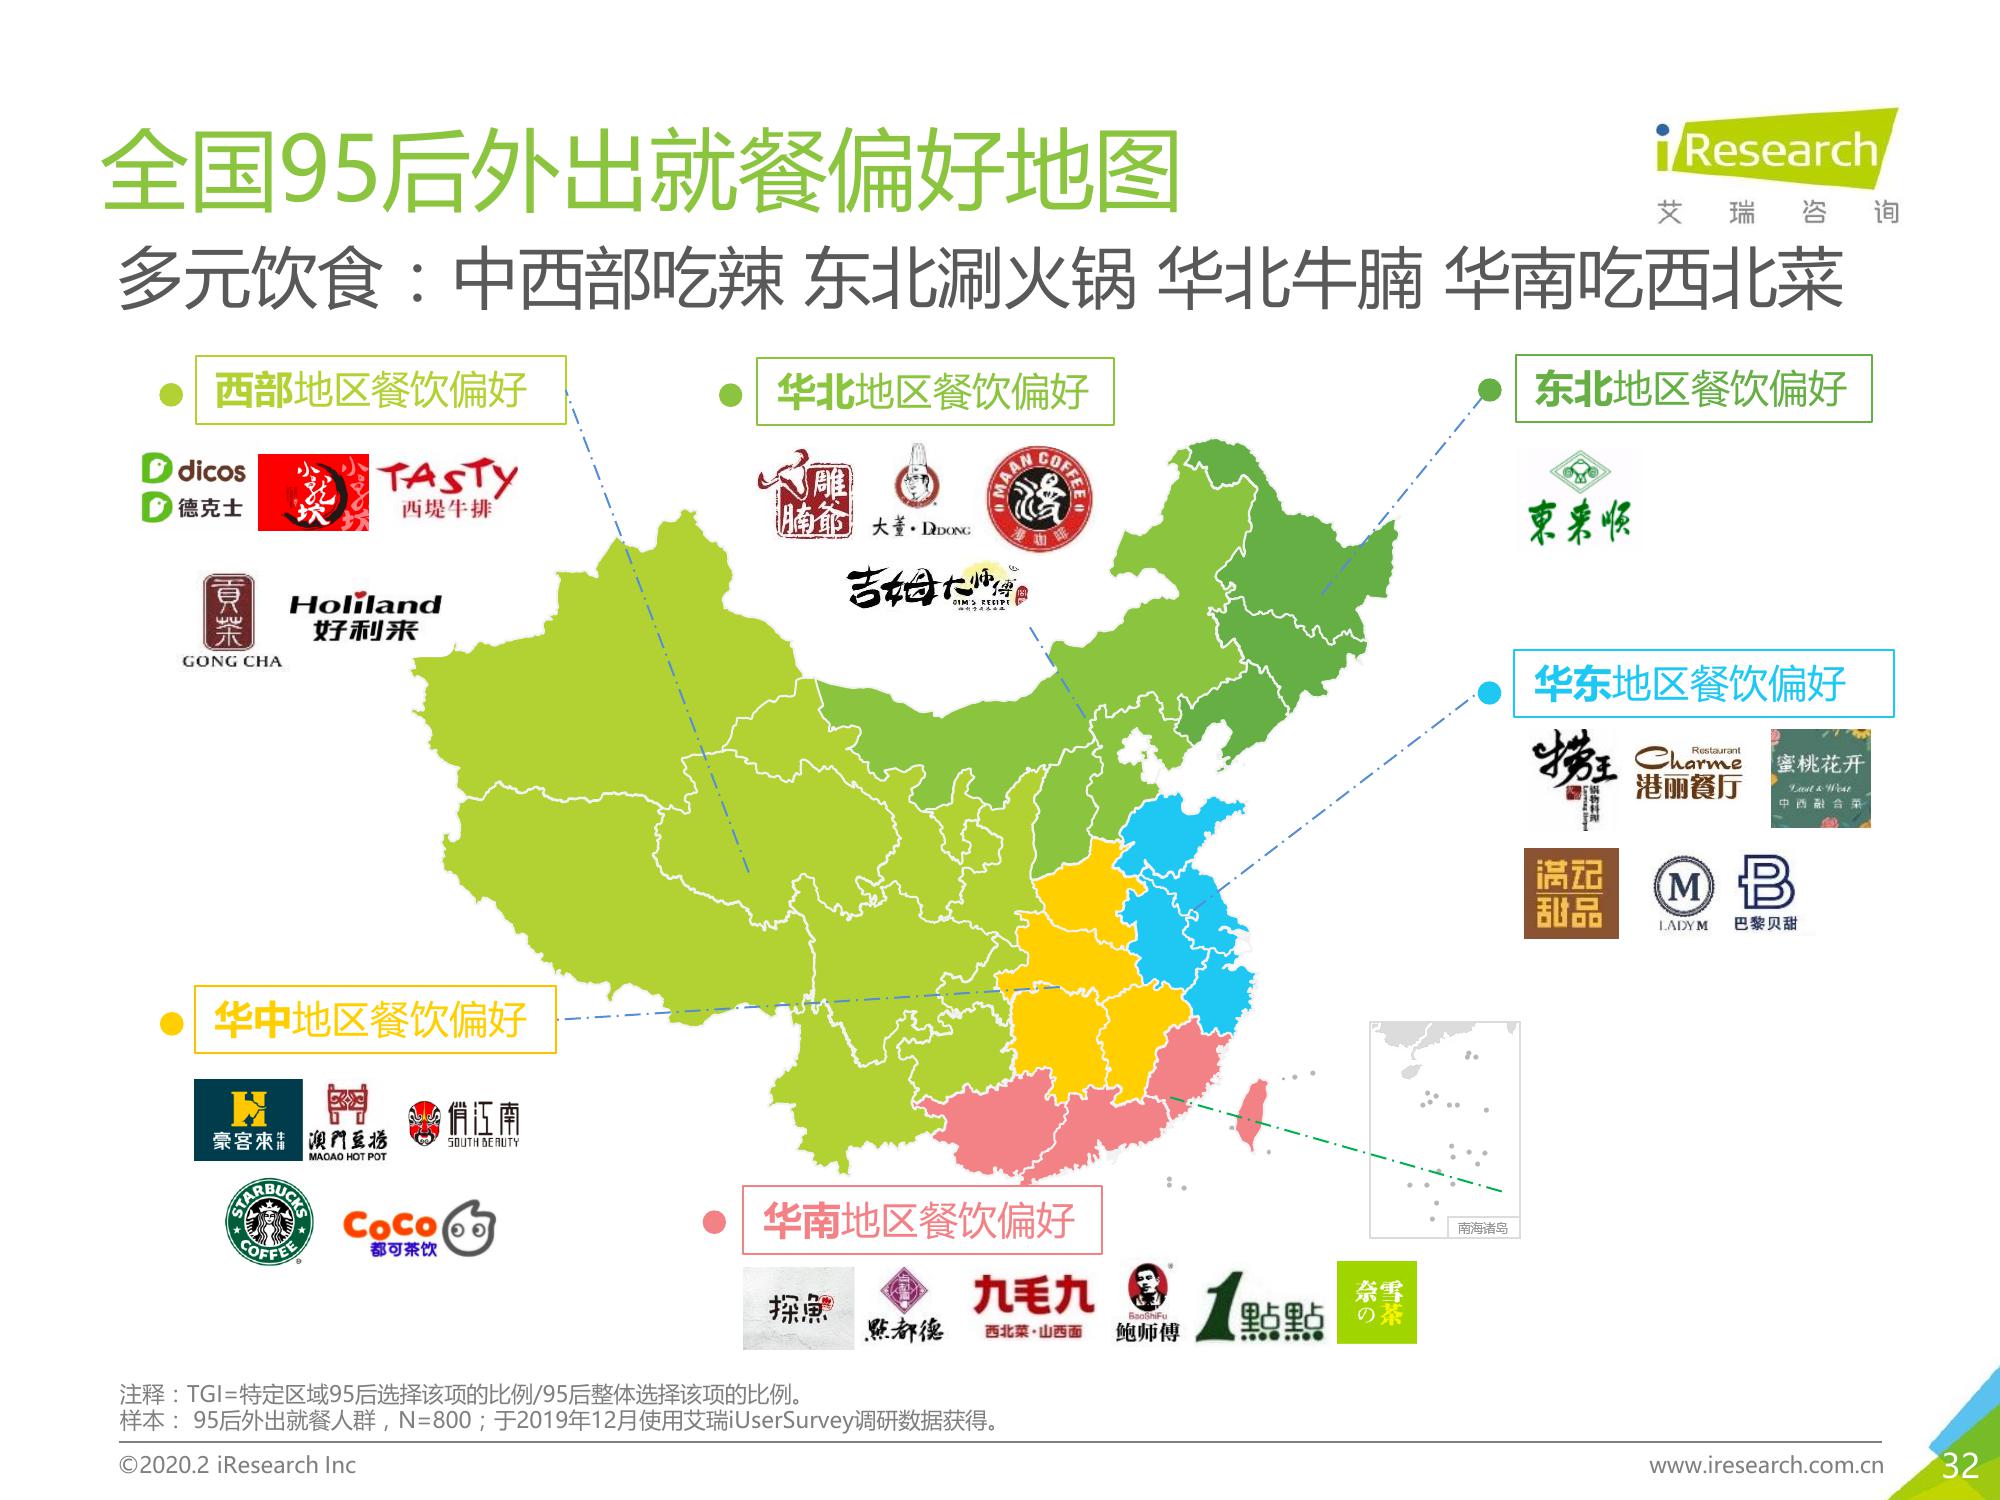 全国95后外出就餐偏好地图
iResearch
艾瑞咨询
多元饮食：中西部吃辣 东北涮火锅 华北牛腩 华南吃西北菜
西部地区餐饮偏好
dicos
德克士
小龙坎
TASTY
西堤牛排
貢茶
GONG CHA
Holiland
好利来
华北地区餐饮偏好
雕爺
牛腩
大董·DADONG
MAAN COFFEE
漫咖啡
吉姆大师傅
JIM'S RECIPE
东北地区餐饮偏好
東来顺
华东地区餐饮偏好
捞王
锅物料理
Restaurant
Charme
港丽餐厅
蜜桃花开
East & West
中西融合菜
满记
甜品
M
LADY M
B
巴黎贝甜
华中地区餐饮偏好
H
豪客來牛排
澳門豆捞
MAOAO HOT POT
俏江南
SOUTH BEAUTY
STARBUCKS
COFFEE
CoCo
都可茶饮
华南地区餐饮偏好
探魚
點都德
九毛九
西北菜·山西面
BaoShiFu
鲍师傅
1點點
奈雪
の茶
南海诸岛
注释：TGI=特定区域95后选择该项的比例/95后整体选择该项的比例。
样本： 95后外出就餐人群，N=800；于2019年12月使用艾瑞iUserSurvey调研数据获得。
©2020.2 iResearch Inc
www.iresearch.com.cn
32